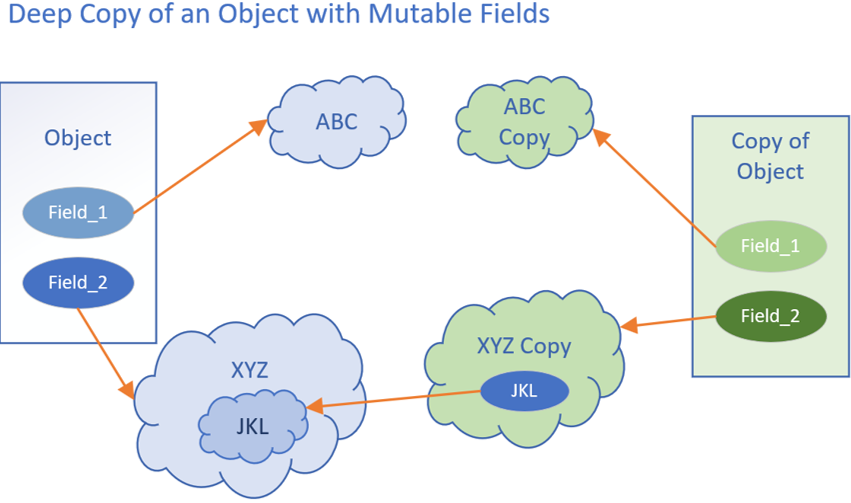 Deep Copy of an Object with Mutable Fields
Object
Field_1
Field_2
ABC
ABC
Copy
Copy of
Object
Field_1
Field_2
XYZ
JKL
XYZ Copy
JKL